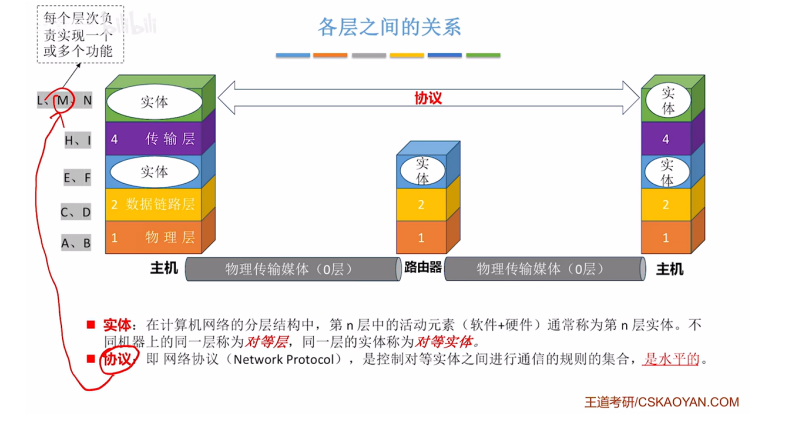 每个层次负
责实现一个
或多个功能
bilibili
各层之间的关系
L、M、N
实体
协议
实
体
H、I
4 传输层
4
E、F
实体
实
体
实
体
C、D
2 数据链路层
2
2
A、B
1 物理层
1
1
主机
物理传输媒体（0层）
路由器
物理传输媒体（0层）
主机
实体：在计算机网络的分层结构中，第 n 层中的活动元素（软件+硬件）通常称为第 n 层实体。不
同机器上的同一层称为对等层，同一层的实体称为对等实体。
协议：即 网络协议（Network Protocol），是控制对等实体之间进行通信的规则的集合，是水平的。
王道考研/CSKAOYAN.COM